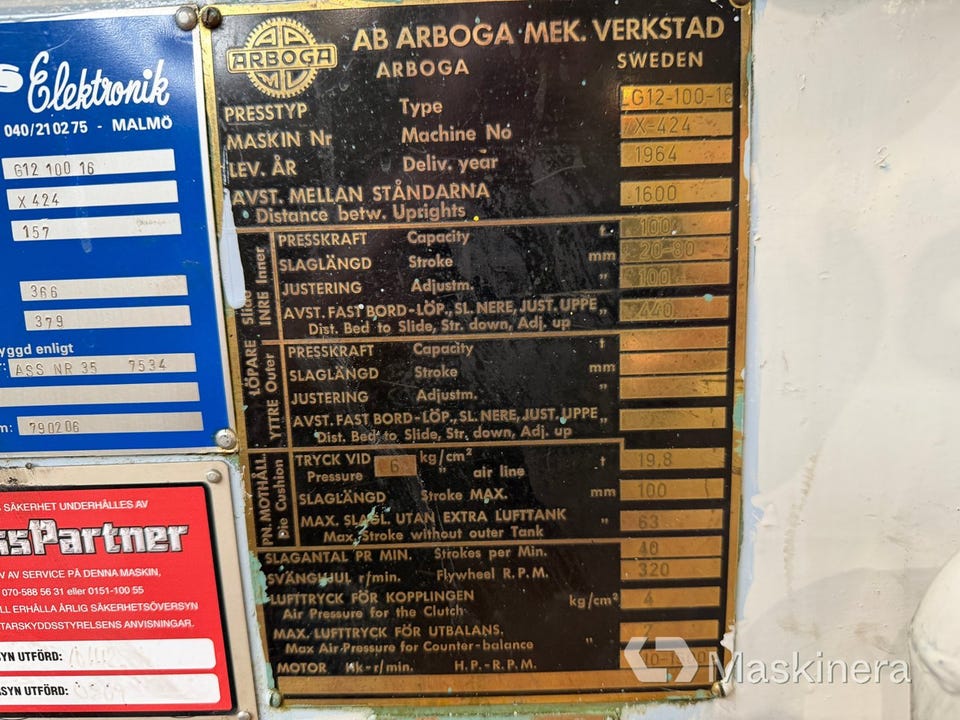 Elektronik
040/21 02 75 - MALMÖ
G12 100 16
X 424
157
366
379
yggd enligt
ASS NR 35 7534
790206
S SÄKERHET UNDERHÅLLES AV
ssPartner
V AV SERVICE PÅ DENNA MASKIN,
070-588 56 31 eller 0151-100 55
LL ERHÅLLA ÅRLIG SÄKERHETSÖVERSYN
TARSKYDDSSTYRELSENS ANVISNINGAR.
SYN UTFÖRD:
SYN UTFÖRD:
ARBOGA
AB ARBOGA MEK. VERKSTAD
ARBOGA SWEDEN
PRESSTYP Type G12-100-16
MASKIN Nr Machine No X-424
LEV. ÅR Deliv. year 1964
AVST. MELLAN STÅNDARNA 1600
Distance betw. Uprights
LÖPARE Slide
INRE Inner
PRESSKRAFT Capacity t 100
SLAGLÄNGD Stroke mm 20-80
JUSTERING Adjustm. " 100
AVST. FAST BORD-LÖP., SL. NERE, JUST. UPPE " 440
Dist. Bed to Slide, Str. down, Adj. up
YTTRE Outer
PRESSKRAFT Capacity t
SLAGLÄNGD Stroke mm
JUSTERING Adjustm. "
AVST. FAST BORD-LÖP., SL. NERE, JUST. UPPE "
Dist. Bed to Slide, Str. down, Adj. up
PN. MOTHÅLL.
Die Cushion
TRYCK VID 6 kg/cm² t 19,8
Pressure " air line
SLAGLÄNGD Stroke MAX. mm 100
MAX. SLAGL. UTAN EXTRA LUFTTANK " 63
Max Stroke without outer Tank
SLAGANTAL PR MIN. Strokes per Min. 40
SVÄNGHJUL r/min. Flywheel R.P.M. 320
LUFTTRYCK FÖR KOPPLINGEN kg/cm² 4
Air Pressure for the Clutch
MAX. LUFTTRYCK FÖR UTBALANS. " 7
Max Air Pressure for Counter-balance
MOTOR Hk-r/min. H.P.-R.P.M.
Maskinera